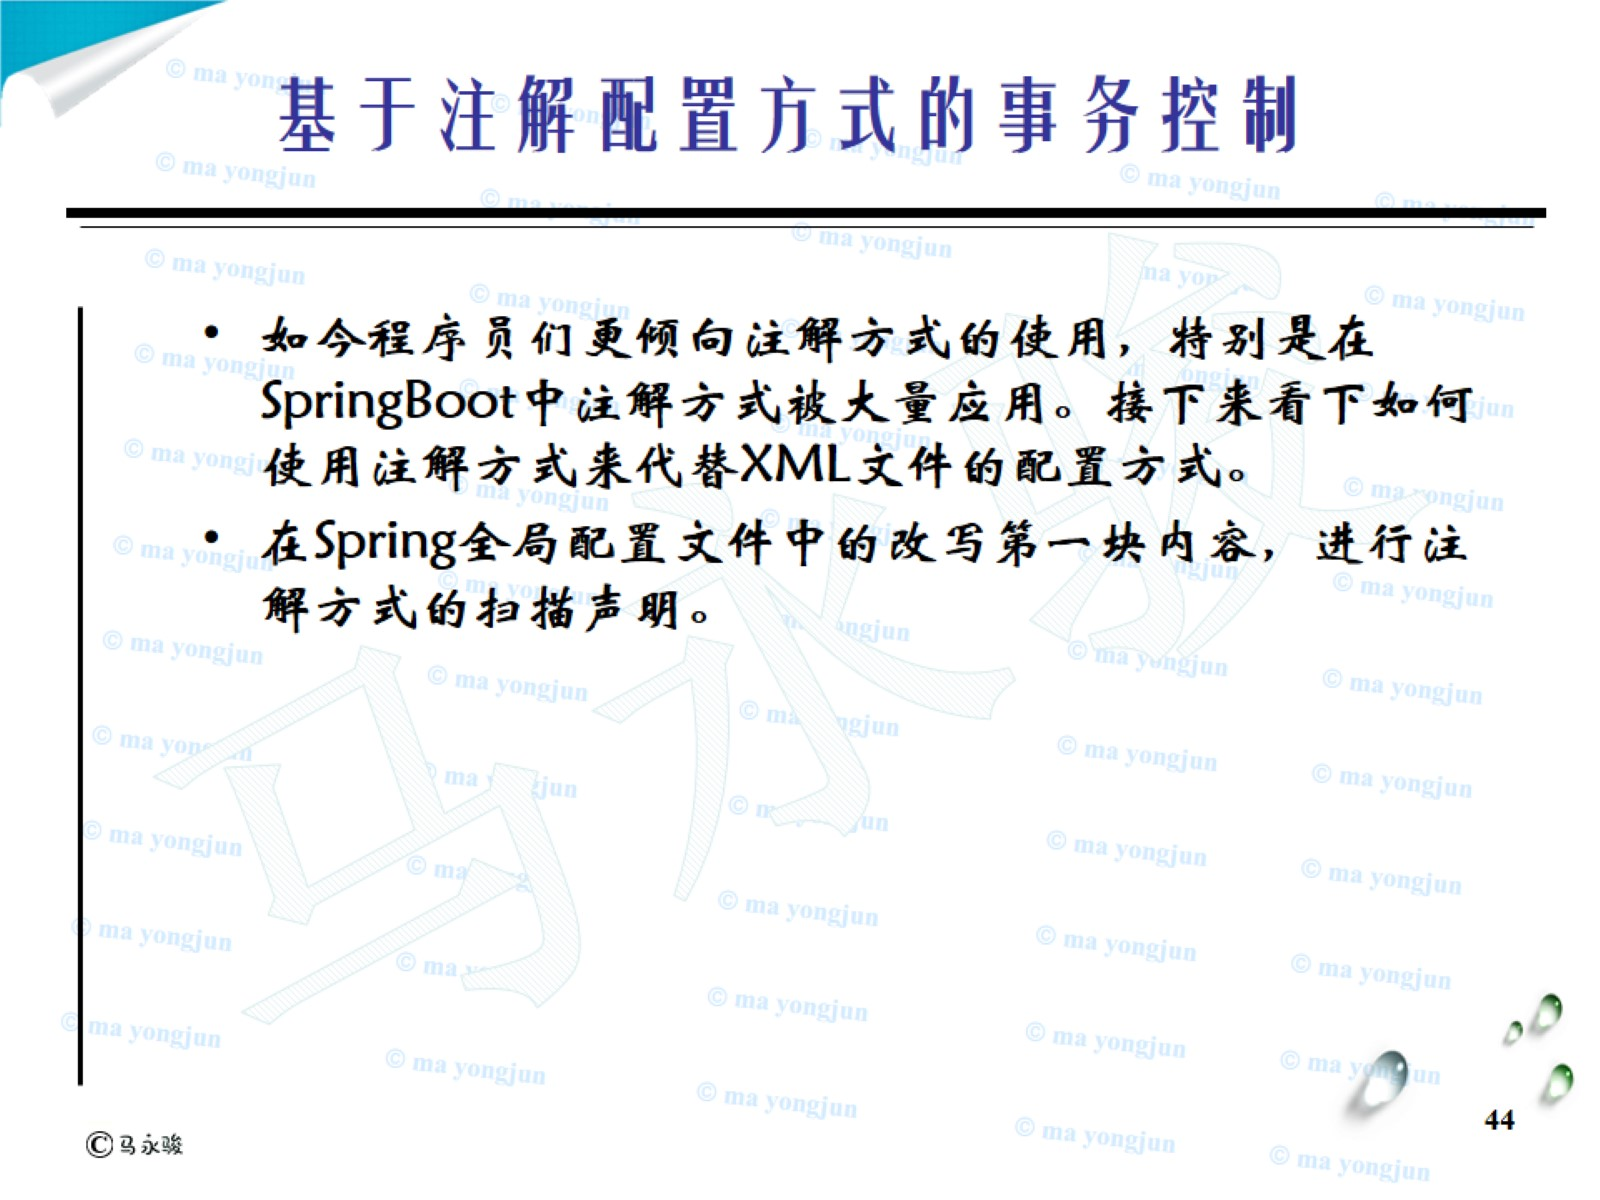 基于注解配置方式的事务控制
• 如今程序员们更倾向注解方式的使用，特别是在
SpringBoot中注解方式被大量应用。接下来看下如何
使用注解方式来代替XML文件的配置方式。
• 在Spring全局配置文件中的改写第一块内容，进行注
解方式的扫描声明。
马永骏
© ma yongjun
44
©马永骏